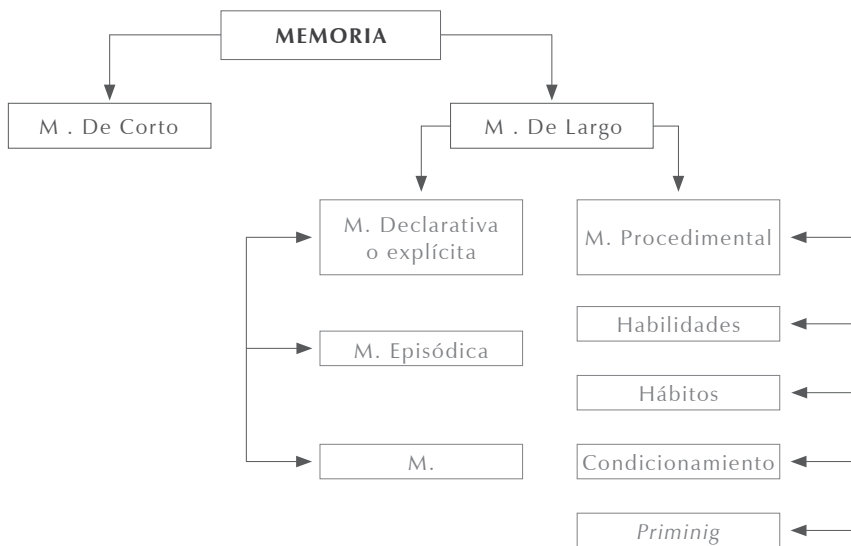 MEMORIA
M . De Corto
M . De Largo
M. Declarativa
o explícita
M. Procedimental
M. Episódica
Habilidades
Hábitos
M.
Condicionamiento
Priminig